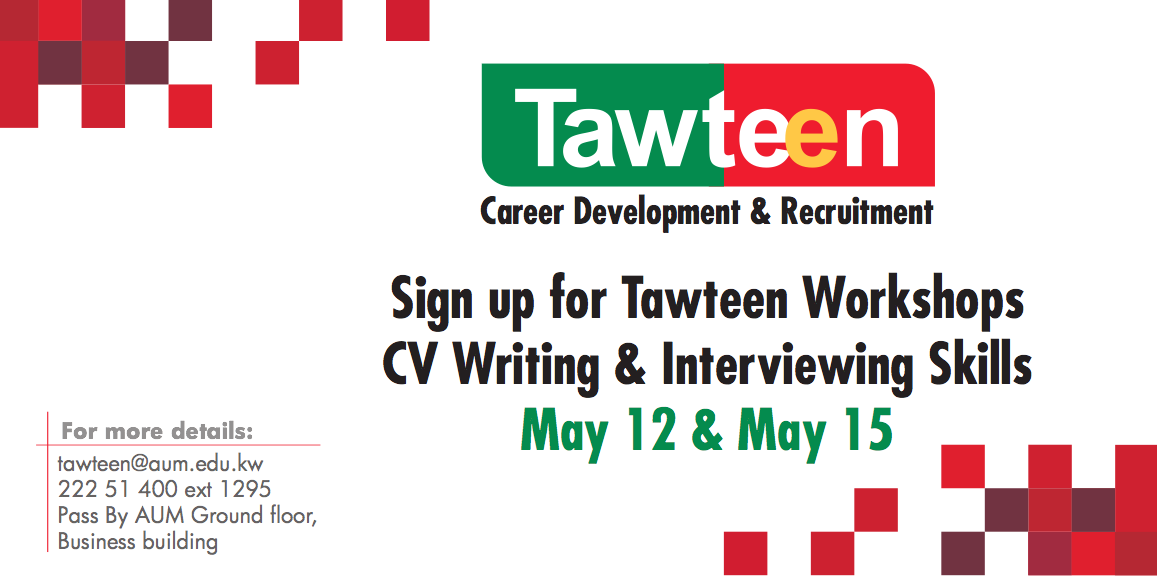 Tawteen
Career Development & Recruitment
Sign up for Tawteen Workshops
CV Writing & Interviewing Skills
May 12 & May 15
For more details:
tawteen@aum.edu.kw
222 51 400 ext 1295
Pass By AUM Ground floor,
Business building